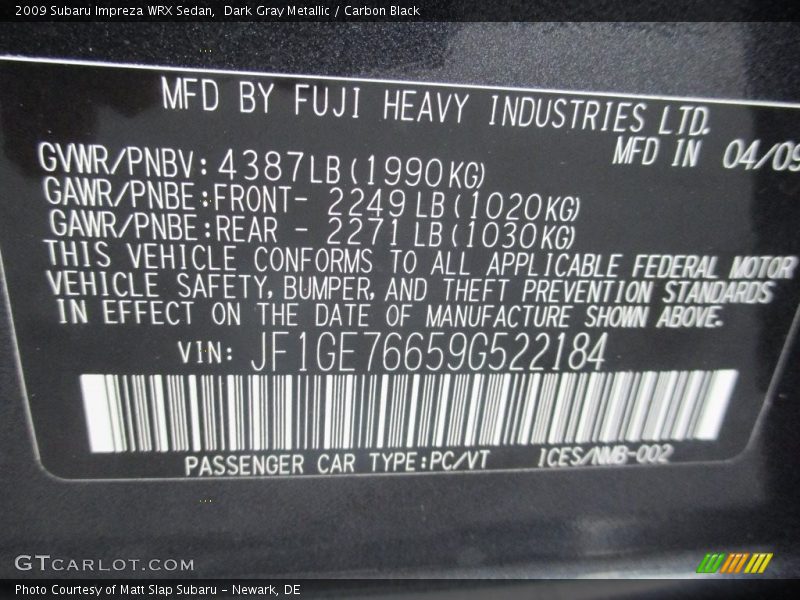 2009 Subaru Impreza WRX Sedan,  Dark Gray Metallic / Carbon Black
MFD BY FUJI HEAVY INDUSTRIES LTD.
MFD IN 04/09
GVWR/PNBV: 4387LB(1990KG)
GAWR/PNBE:FRONT- 2249LB(1020KG)
GAWR/PNBE:REAR - 2271LB(1030KG)
THIS VEHICLE CONFORMS TO ALL APPLICABLE FEDERAL MOTOR
VEHICLE SAFETY, BUMPER, AND THEFT PREVENTION STANDARDS
IN EFFECT ON THE DATE OF MANUFACTURE SHOWN ABOVE.
VIN: JF1GE76659G522184
PASSENGER CAR TYPE:PC/VT ICES/NMB-002
GTCARLOT.COM
Photo Courtesy of Matt Slap Subaru - Newark, DE